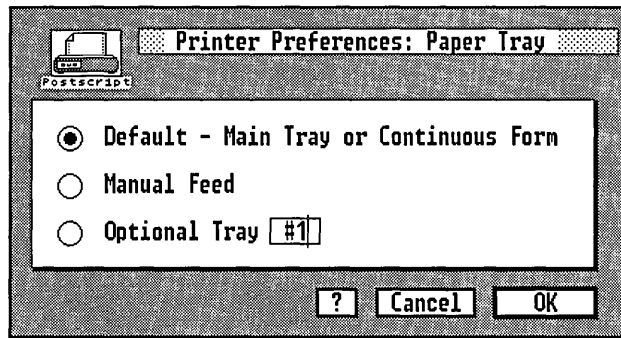 Printer Preferences: Paper Tray
Postscript
Default - Main Tray or Continuous Form
Manual Feed
Optional Tray #1
? Cancel OK